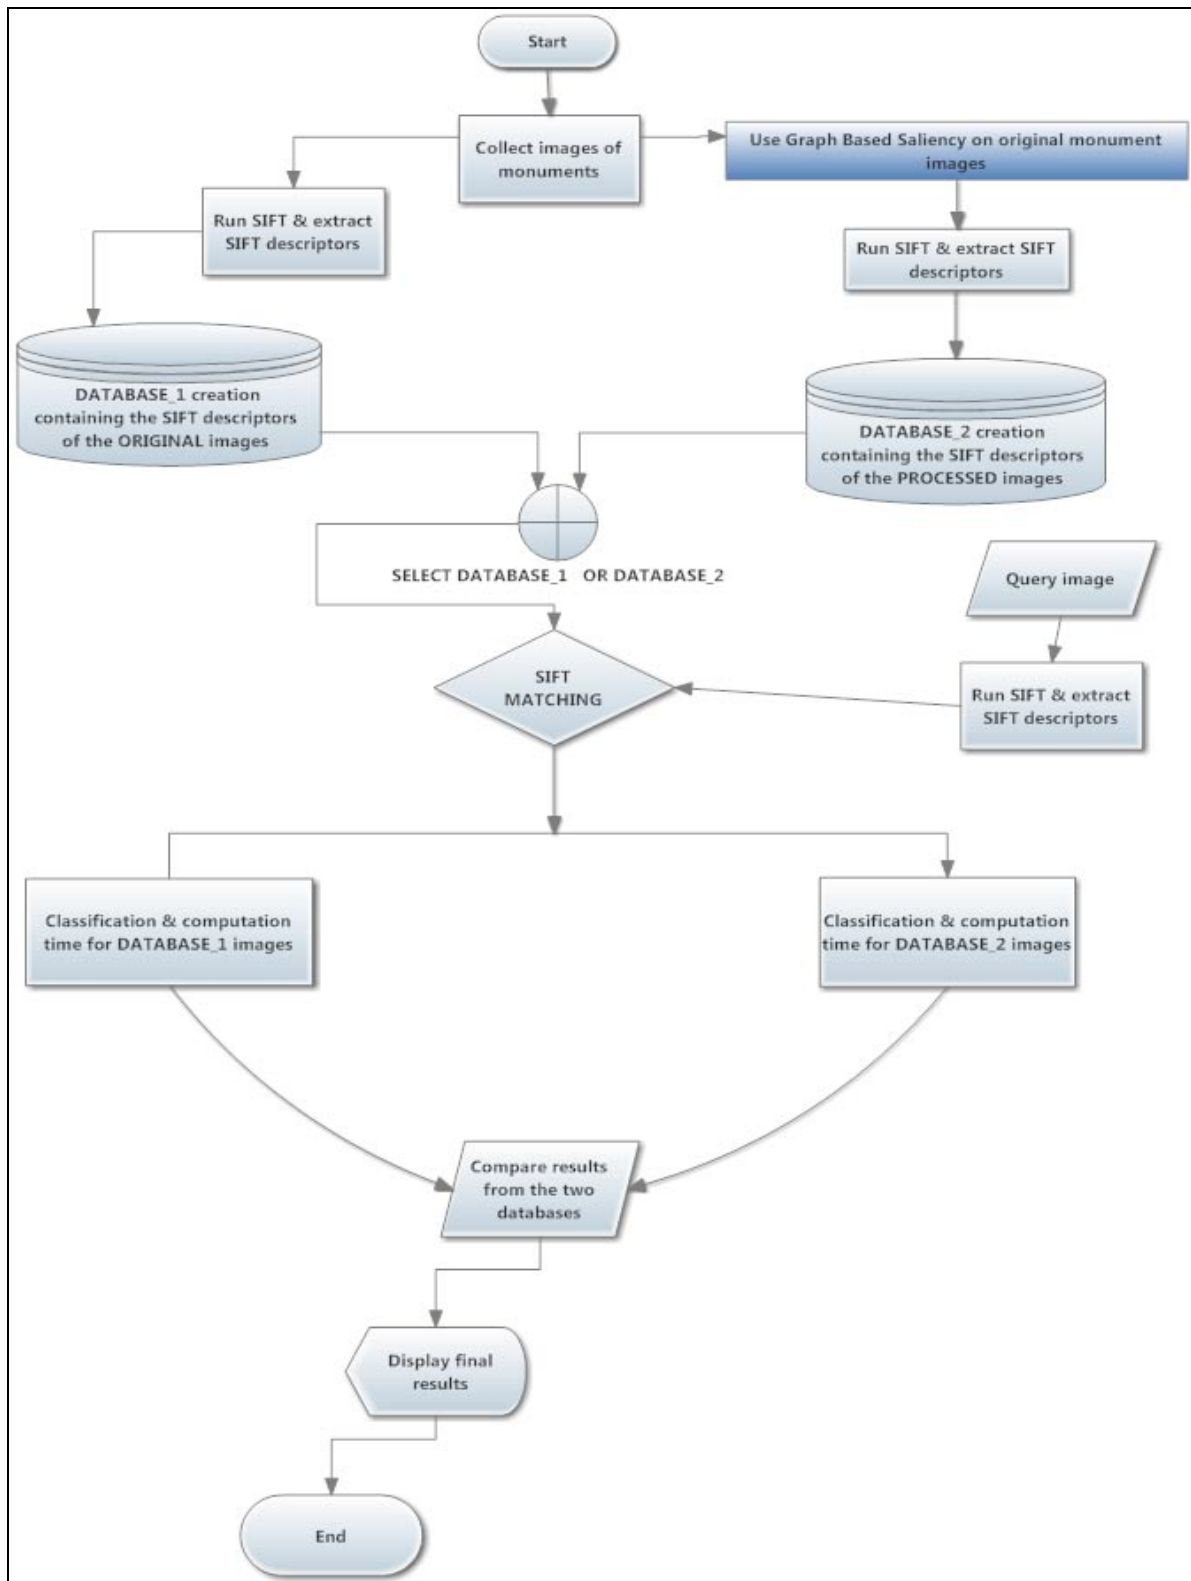 Start
Collect images of
monuments
Use Graph Based Saliency on original monument
images
Run SIFT & extract
SIFT descriptors
Run SIFT & extract SIFT
descriptors
DATABASE_1 creation
containing the SIFT descriptors
of the ORIGINAL images
DATABASE_2 creation
containing the SIFT descriptors
of the PROCESSED images
SELECT DATABASE_1 OR DATABASE_2
Query image
SIFT
MATCHING
Run SIFT & extract
SIFT descriptors
Classification & computation
time for DATABASE_1 images
Classification & computation
time for DATABASE_2 images
Compare results
from the two
databases
Display final
results
End